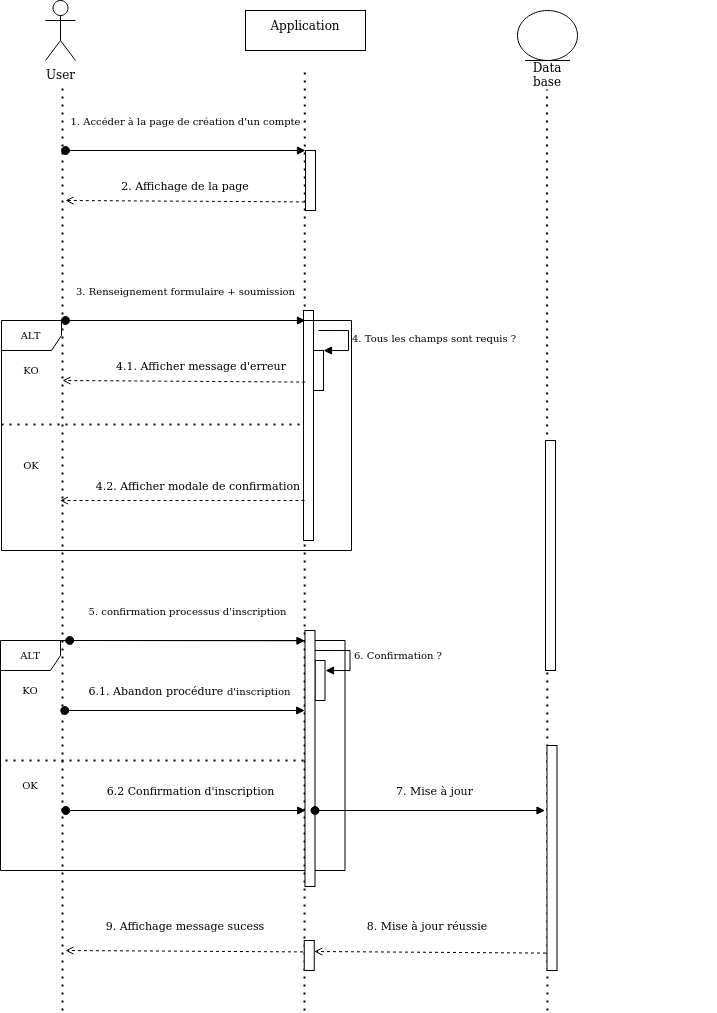 User
Application
Data
base
1. Accéder à la page de création d'un compte
2. Affichage de la page
3. Renseignement formulaire + soumission
ALT
4. Tous les champs sont requis ?
KO
4.1. Afficher message d'erreur
OK
4.2. Afficher modale de confirmation
5. confirmation processus d'inscription
ALT
6. Confirmation ?
KO
6.1. Abandon procédure d'inscription
OK
6.2 Confirmation d'inscription
7. Mise à jour
9. Affichage message sucess
8. Mise à jour réussie